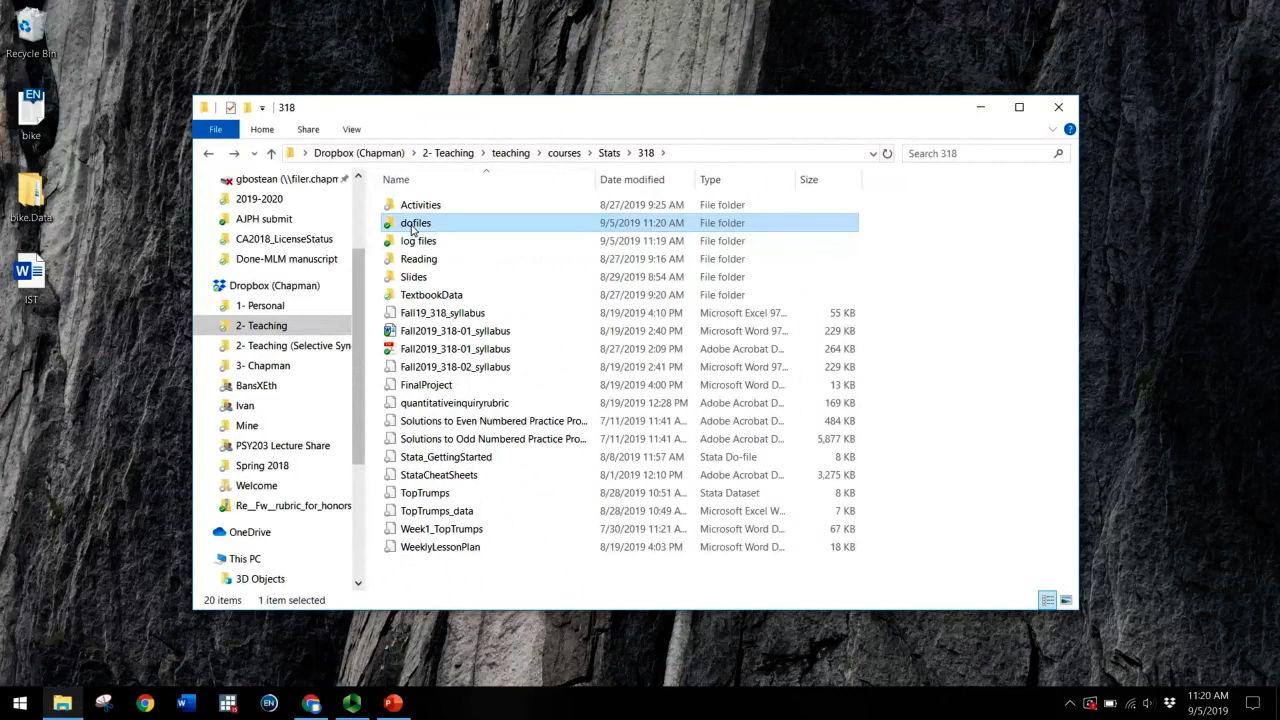 Recycle Bin
EN
bike
bike.Data
IST
318
File
Home
Share
View
Dropbox (Chapman) > 2- Teaching > teaching > courses > Stats > 318 >
Search 318
gbostean (\\filer.chapn
2019-2020
AJPH submit
CA2018_LicenseStatus
Done-MLM manuscript
Dropbox (Chapman)
1- Personal
2- Teaching
2- Teaching (Selective Syn
3- Chapman
BansXEth
Ivan
Mine
PSY203 Lecture Share
Spring 2018
Welcome
Re__Fw__rubric_for_honors
OneDrive
This PC
3D Objects
Name Date modified Type Size
Activities 8/27/2019 9:25 AM File folder
dofiles 9/5/2019 11:20 AM File folder
log files 9/5/2019 11:19 AM File folder
Reading 8/27/2019 9:16 AM File folder
Slides 8/29/2019 8:54 AM File folder
TextbookData 8/27/2019 9:20 AM File folder
Fall19_318_syllabus 8/19/2019 4:10 PM Microsoft Excel 97... 55 KB
Fall2019_318-01_syllabus 8/19/2019 2:40 PM Microsoft Word 97... 229 KB
Fall2019_318-01_syllabus 8/27/2019 2:09 PM Adobe Acrobat D... 264 KB
Fall2019_318-02_syllabus 8/19/2019 2:41 PM Microsoft Word 97... 229 KB
FinalProject 8/19/2019 4:00 PM Microsoft Word D... 13 KB
quantitativeinquiryrubric 8/19/2019 12:28 PM Adobe Acrobat D... 169 KB
Solutions to Even Numbered Practice Pro... 7/11/2019 11:41 A... Adobe Acrobat D... 484 KB
Solutions to Odd Numbered Practice Pro... 7/11/2019 11:41 A... Adobe Acrobat D... 5,877 KB
Stata_GettingStarted 8/8/2019 11:57 AM Stata Do-file 8 KB
StataCheatSheets 8/1/2019 12:10 PM Adobe Acrobat D... 3,275 KB
TopTrumps 8/28/2019 10:51 A... Stata Dataset 8 KB
TopTrumps_data 8/28/2019 10:49 A... Microsoft Excel W... 7 KB
Week1_TopTrumps 7/30/2019 11:21 A... Microsoft Word D... 67 KB
WeeklyLessonPlan 8/19/2019 4:03 PM Microsoft Word D... 18 KB
20 items 1 item selected
11:20 AM
9/5/2019